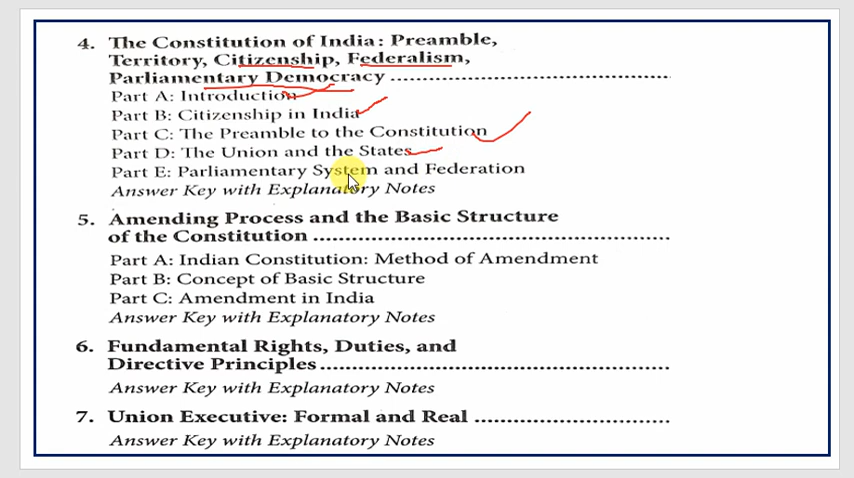 4. The Constitution of India: Preamble,
Territory, Citizenship, Federalism,
Parliamentary Democracy ................................................
Part A: Introduction
Part B: Citizenship in India
Part C: The Preamble to the Constitution
Part D: The Union and the States
Part E: Parliamentary System and Federation
Answer Key with Explanatory Notes
5. Amending Process and the Basic Structure
of the Constitution ............................................................
Part A: Indian Constitution: Method of Amendment
Part B: Concept of Basic Structure
Part C: Amendment in India
Answer Key with Explanatory Notes
6. Fundamental Rights, Duties, and
Directive Principles ............................................................
Answer Key with Explanatory Notes
7. Union Executive: Formal and Real ..................................
Answer Key with Explanatory Notes